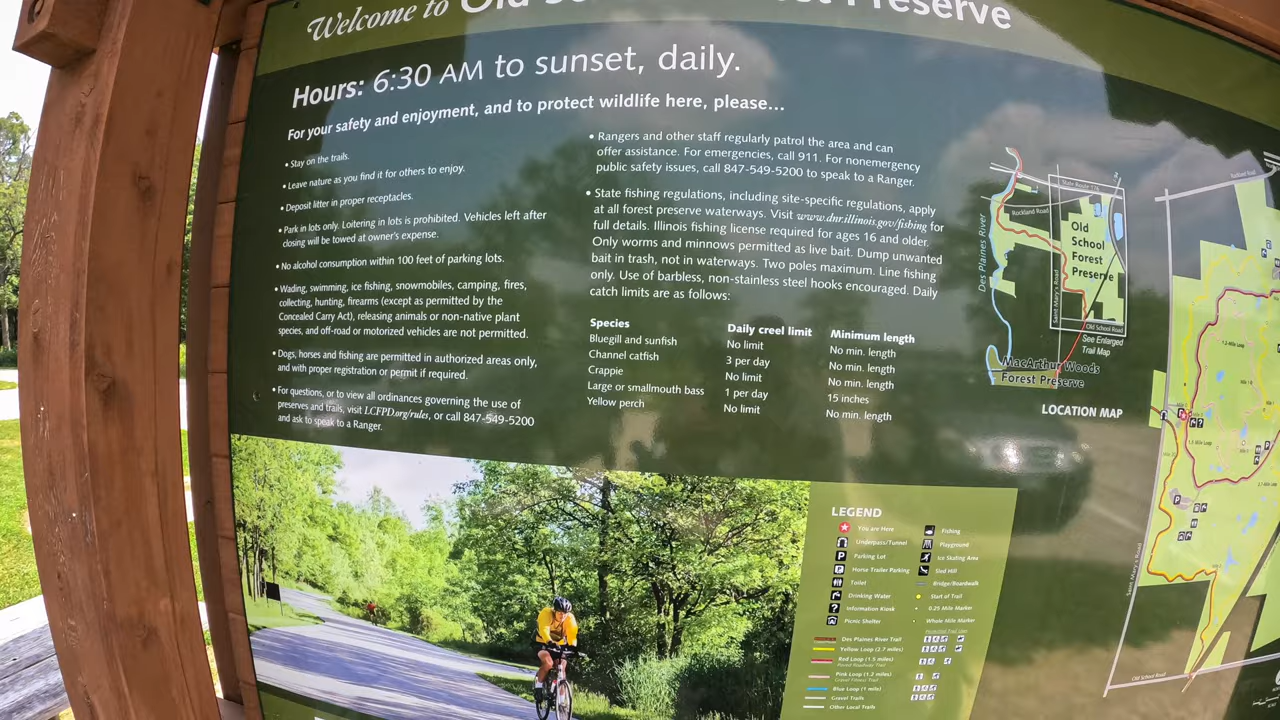 Welcome to Old Preserve
Hours: 6:30 AM to sunset, daily.
For your safety and enjoyment, and to protect wildlife here, please...
• Stay on the trails.
• Leave nature as you find it for others to enjoy.
• Deposit litter in proper receptacles.
• Park in lots only. Loitering in lots is prohibited. Vehicles left after
closing will be towed at owner's expense.
• No alcohol consumption within 100 feet of parking lots.
• Wading, swimming, ice fishing, snowmobiles, camping, fires,
collecting, hunting, firearms (except as permitted by the
Concealed Carry Act), releasing animals or non-native plant
species, and off-road or motorized vehicles are not permitted.
• Dogs, horses and fishing are permitted in authorized areas only,
and with proper registration or permit if required.
• For questions, or to view all ordinances governing the use of
preserves and trails, visit LCFPD.org/rules, or call 847-549-5200
and ask to speak to a Ranger.
• Rangers and other staff regularly patrol the area and can
offer assistance. For emergencies, call 911. For nonemergency
public safety issues, call 847-549-5200 to speak to a Ranger.
• State fishing regulations, including site-specific regulations, apply
at all forest preserve waterways. Visit www.dnr.illinois.gov/fishing for
full details. Illinois fishing license required for ages 16 and older.
Only worms and minnows permitted as live bait. Dump unwanted
bait in trash, not in waterways. Two poles maximum. Line fishing
only. Use of barbless, non-stainless steel hooks encouraged. Daily
catch limits are as follows:
Species Daily creel limit Minimum length
Bluegill and sunfish No limit No min. length
Channel catfish 3 per day No min. length
Crappie No limit No min. length
Large or smallmouth bass 1 per day 15 inches
Yellow perch No limit No min. length
State Route 176
Rockland Road
Des Plaines River
Old
School
Forest
Preserve
Saint Mary's Road
Old School Road
See Enlarged
Trail Map
MacArthur Woods
Forest Preserve
LOCATION MAP
LEGEND
You are Here
Underpass/Tunnel
P Parking Lot
Horse Trailer Parking
Toilet
Drinking Water
? Information Kiosk
Picnic Shelter
Fishing
Playground
Ice Skating Area
Sled Hill
Bridge/Boardwalk
Start of Trail
0.25 Mile Marker
Whole Mile Marker
Des Plaines River Trail
Yellow Loop (2.7 miles)
Red Loop (1.5 miles)
Pink Loop (1.2 miles)
Gravel Fitness Trail
Blue Loop (1 mile)
Gravel Trails
Other Local Trails
Saint Mary's Road
Old School Road